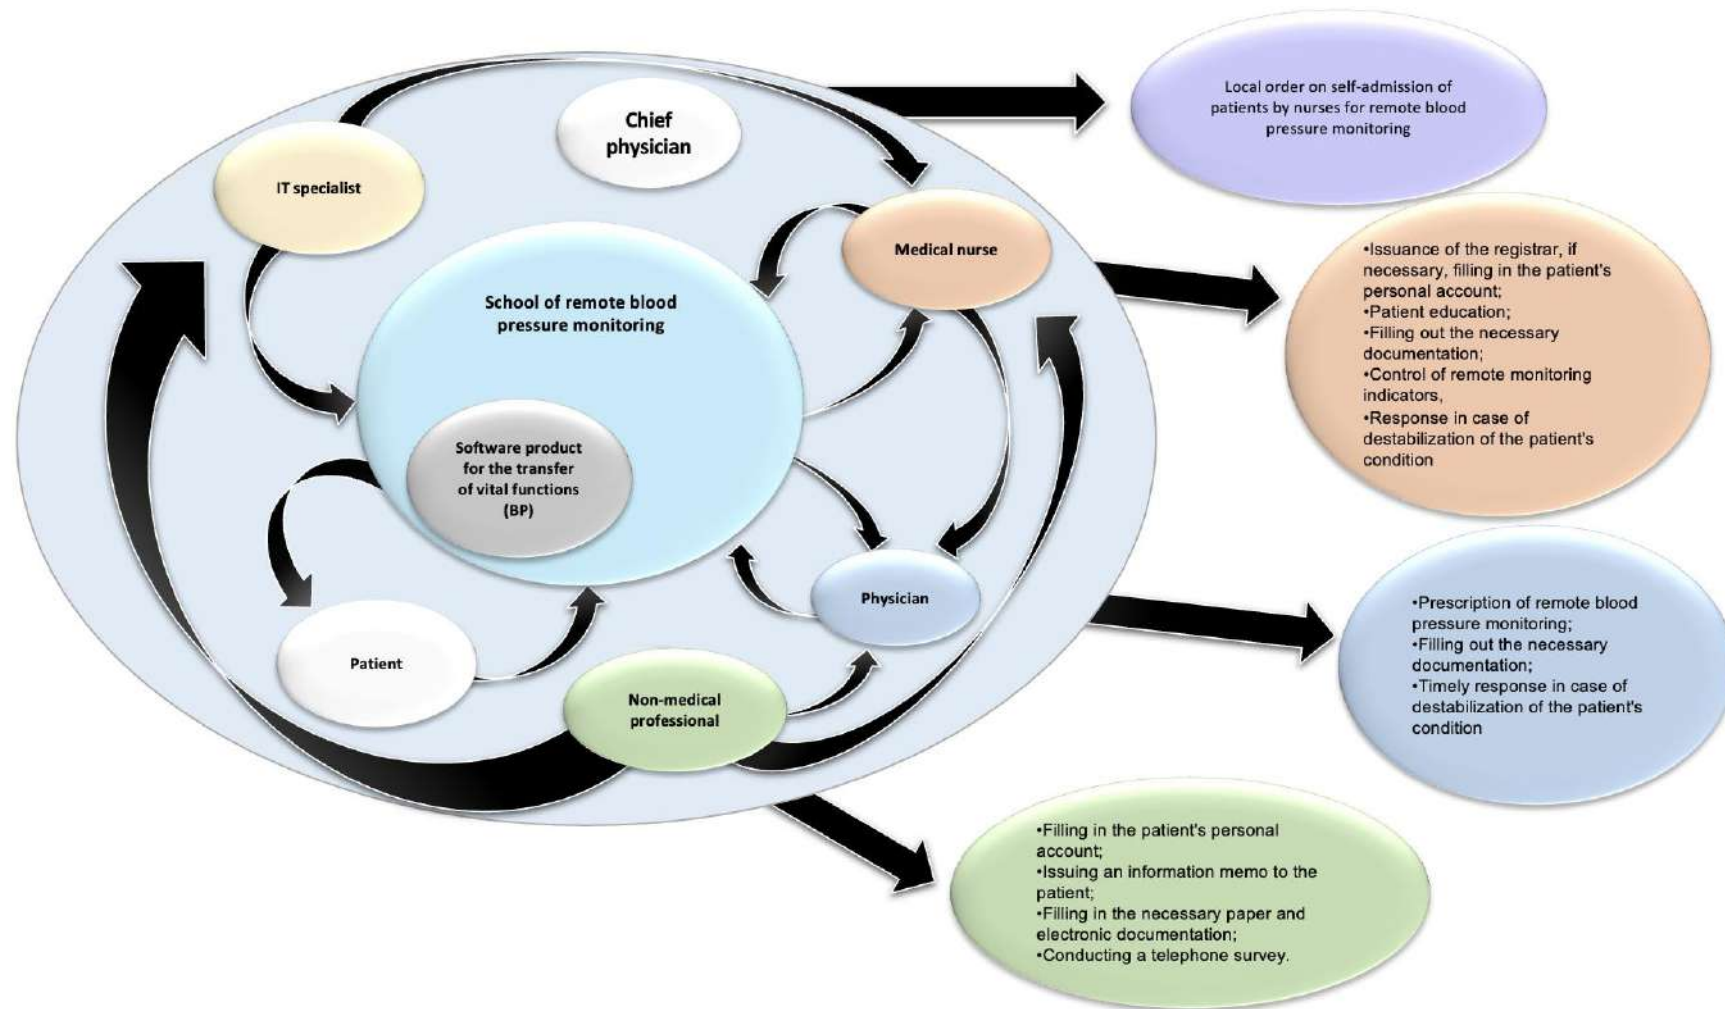 Chief
physician
IT specialist
Medical nurse
School of remote blood
pressure monitoring
Software product
for the transfer
of vital functions
(BP)
Physician
Patient
Non-medical
professional
Local order on self-admission of
patients by nurses for remote blood
pressure monitoring
•Issuance of the registrar, if
necessary, filling in the patient's
personal account;
•Patient education;
•Filling out the necessary
documentation;
•Control of remote monitoring
indicators,
•Response in case of
destabilization of the patient's
condition
•Prescription of remote blood
pressure monitoring;
•Filling out the necessary
documentation;
•Timely response in case of
destabilization of the patient's
condition
•Filling in the patient's personal
account;
•Issuing an information memo to the
patient;
•Filling in the necessary paper and
electronic documentation;
•Conducting a telephone survey.